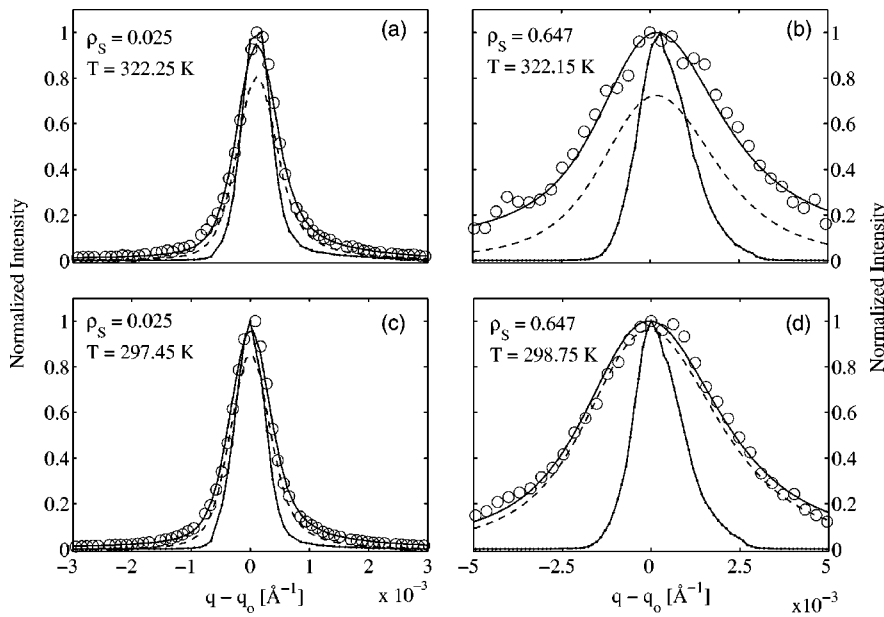 (a)
ρS = 0.025
T = 322.25 K
1
0.8
0.6
0.4
0.2
0
(b)
ρS = 0.647
T = 322.15 K
1
0.8
0.6
0.4
0.2
0
Normalized Intensity
Normalized Intensity
(c)
ρS = 0.025
T = 297.45 K
1
0.8
0.6
0.4
0.2
0
−3 −2 −1 0 1 2 3
q − qo [Å−1]
x 10−3
(d)
ρS = 0.647
T = 298.75 K
1
0.8
0.6
0.4
0.2
0
−5 −2.5 0 2.5 5
q − qo [Å−1]
x10−3